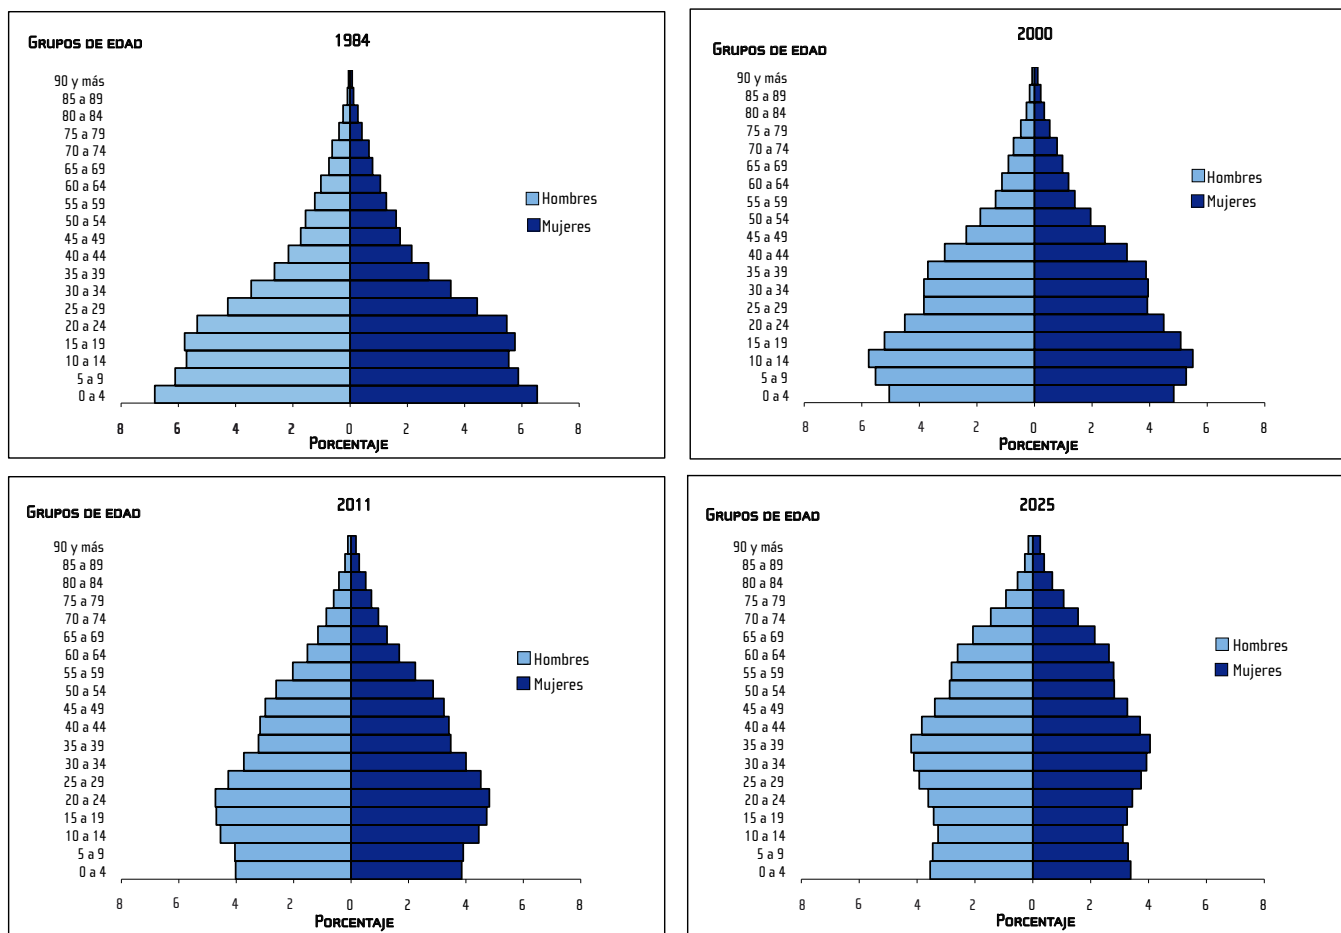 GRUPOS DE EDAD
1984
90 y más
85 a 89
80 a 84
75 a 79
70 a 74
65 a 69
60 a 64
55 a 59
50 a 54
45 a 49
40 a 44
35 a 39
30 a 34
25 a 29
20 a 24
15 a 19
10 a 14
5 a 9
0 a 4
Hombres
Mujeres
8 6 4 2 0 2 4 6 8
PORCENTAJE
GRUPOS DE EDAD
2000
90 y más
85 a 89
80 a 84
75 a 79
70 a 74
65 a 69
60 a 64
55 a 59
50 a 54
45 a 49
40 a 44
35 a 39
30 a 34
25 a 29
20 a 24
15 a 19
10 a 14
5 a 9
0 a 4
Hombres
Mujeres
8 6 4 2 0 2 4 6 8
PORCENTAJE
GRUPOS DE EDAD
2011
90 y más
85 a 89
80 a 84
75 a 79
70 a 74
65 a 69
60 a 64
55 a 59
50 a 54
45 a 49
40 a 44
35 a 39
30 a 34
25 a 29
20 a 24
15 a 19
10 a 14
5 a 9
0 a 4
Hombres
Mujeres
8 6 4 2 0 2 4 6 8
PORCENTAJE
GRUPOS DE EDAD
2025
90 y más
85 a 89
80 a 84
75 a 79
70 a 74
65 a 69
60 a 64
55 a 59
50 a 54
45 a 49
40 a 44
35 a 39
30 a 34
25 a 29
20 a 24
15 a 19
10 a 14
5 a 9
0 a 4
Hombres
Mujeres
8 6 4 2 0 2 4 6 8
PORCENTAJE